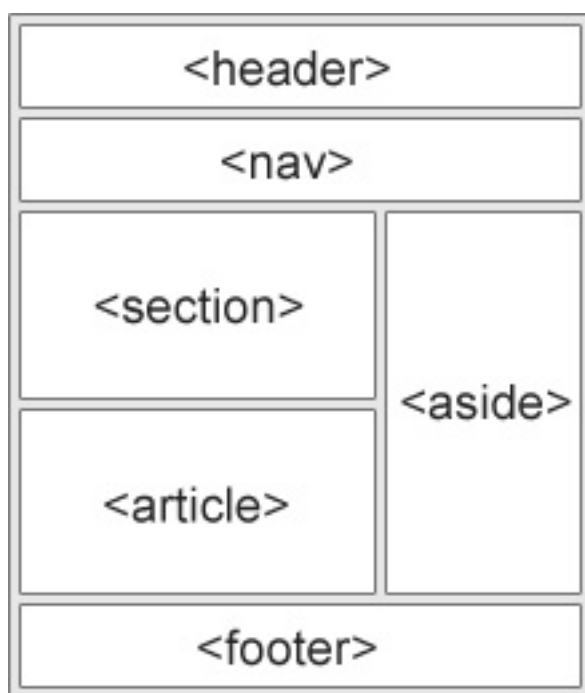 <header>
<nav>
<section>
<aside>
<article>
<footer>